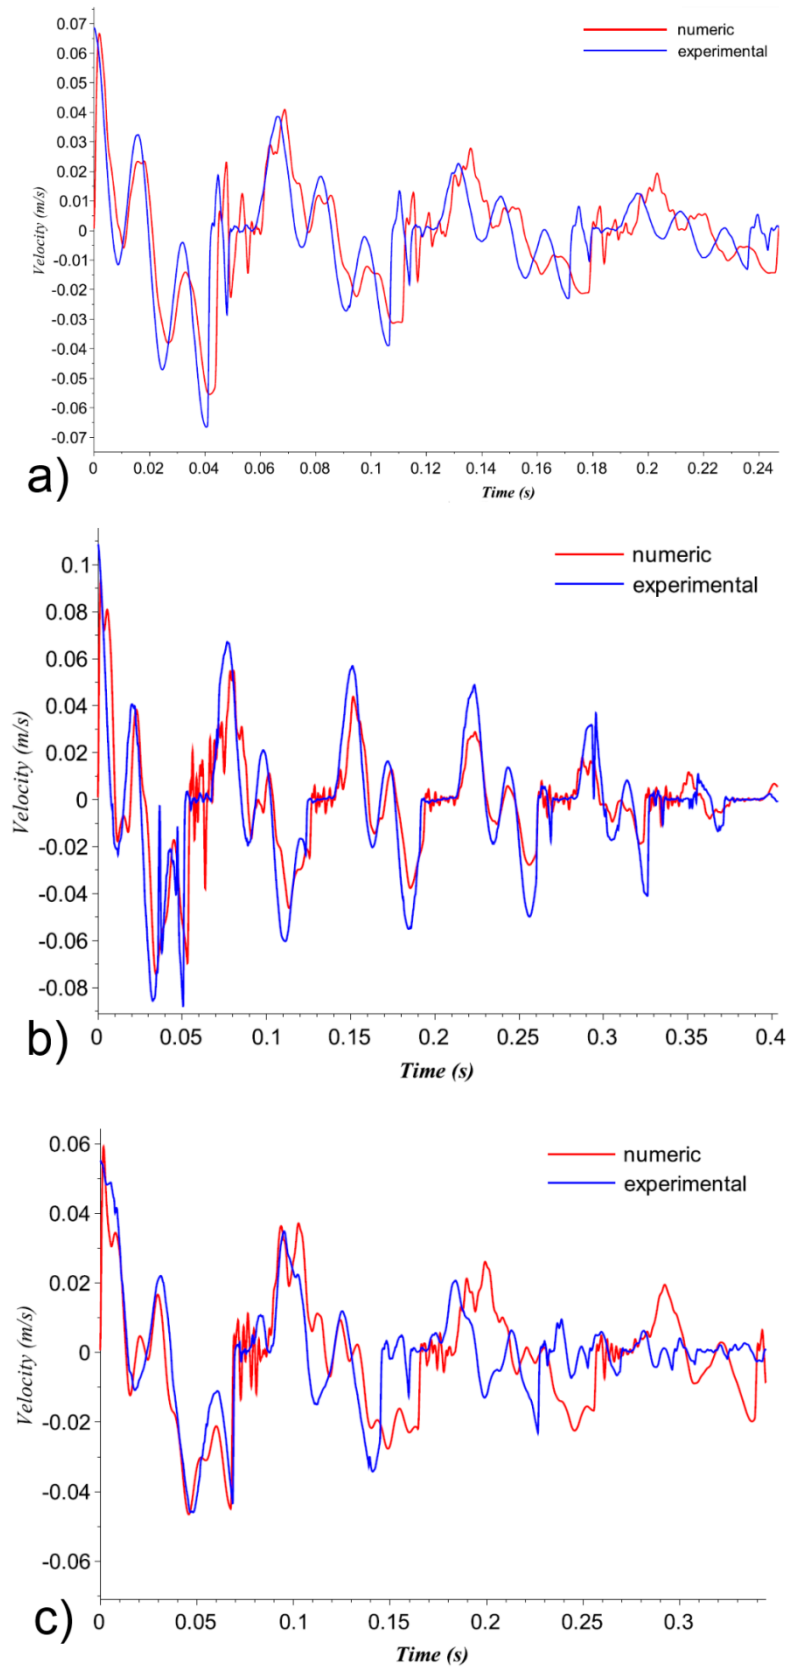 0.07
0.06
0.05
0.04
0.03
0.02
0.01
0
-0.01
-0.02
-0.03
-0.04
-0.05
-0.06
-0.07
Velocity (m/s)
numeric
experimental
0 0.02 0.04 0.06 0.08 0.1 0.12 0.14 0.16 0.18 0.2 0.22 0.24
a)
Time (s)
0.1
0.08
0.06
0.04
0.02
0
-0.02
-0.04
-0.06
-0.08
Velocity (m/s)
numeric
experimental
0 0.05 0.1 0.15 0.2 0.25 0.3 0.35 0.4
b)
Time (s)
0.06
0.04
0.02
0
-0.02
-0.04
-0.06
Velocity (m/s)
numeric
experimental
0 0.05 0.1 0.15 0.2 0.25 0.3
c)
Time (s)